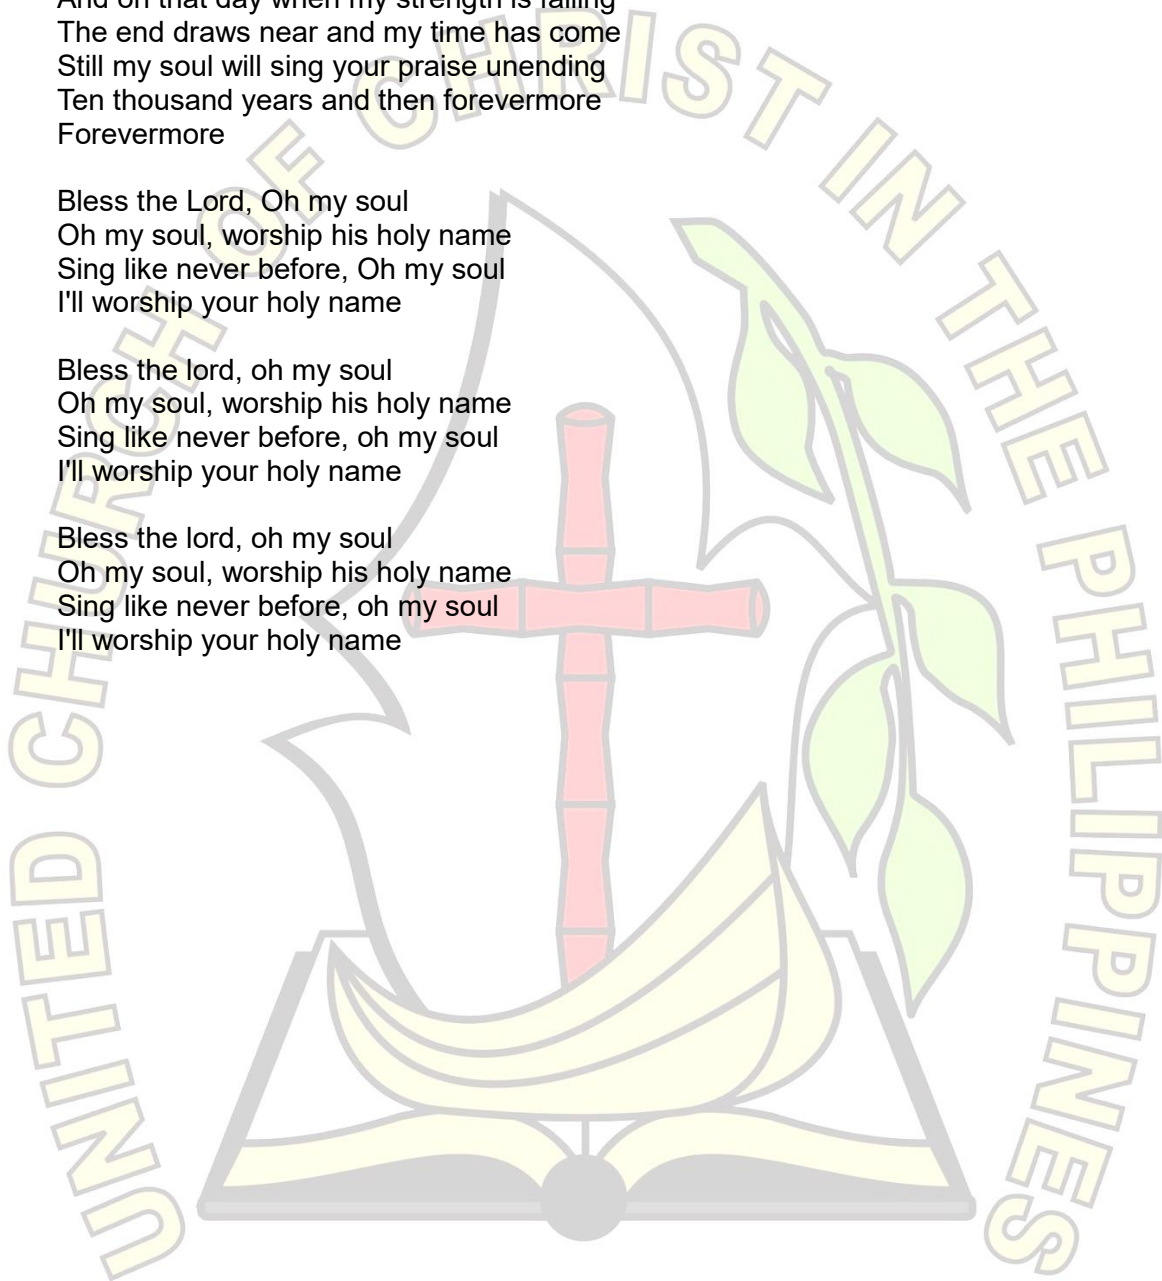 And on that day when my strength is failing
The end draws near and my time has come
Still my soul will sing your praise unending
Ten thousand years and then forevermore
Forevermore
Bless the Lord, Oh my soul
Oh my soul, worship his holy name
Sing like never before, Oh my soul
I'll worship your holy name
Bless the lord, oh my soul
Oh my soul, worship his holy name
Sing like never before, oh my soul
I'll worship your holy name
Bless the lord, oh my soul
Oh my soul, worship his holy name
Sing like never before, oh my soul
I'll worship your holy name
UNITED CHURCH OF CHRIST IN THE PHILIPPINES